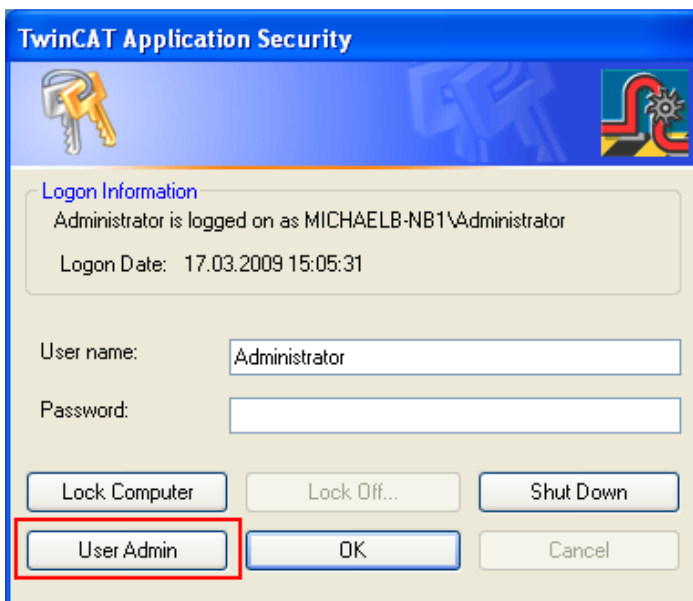 TwinCAT Application Security
Logon Information
Administrator is logged on as MICHAELB-NB1\Administrator
Logon Date: 17.03.2009 15:05:31
User name: Administrator
Password:
Lock Computer Lock Off... Shut Down
User Admin OK Cancel